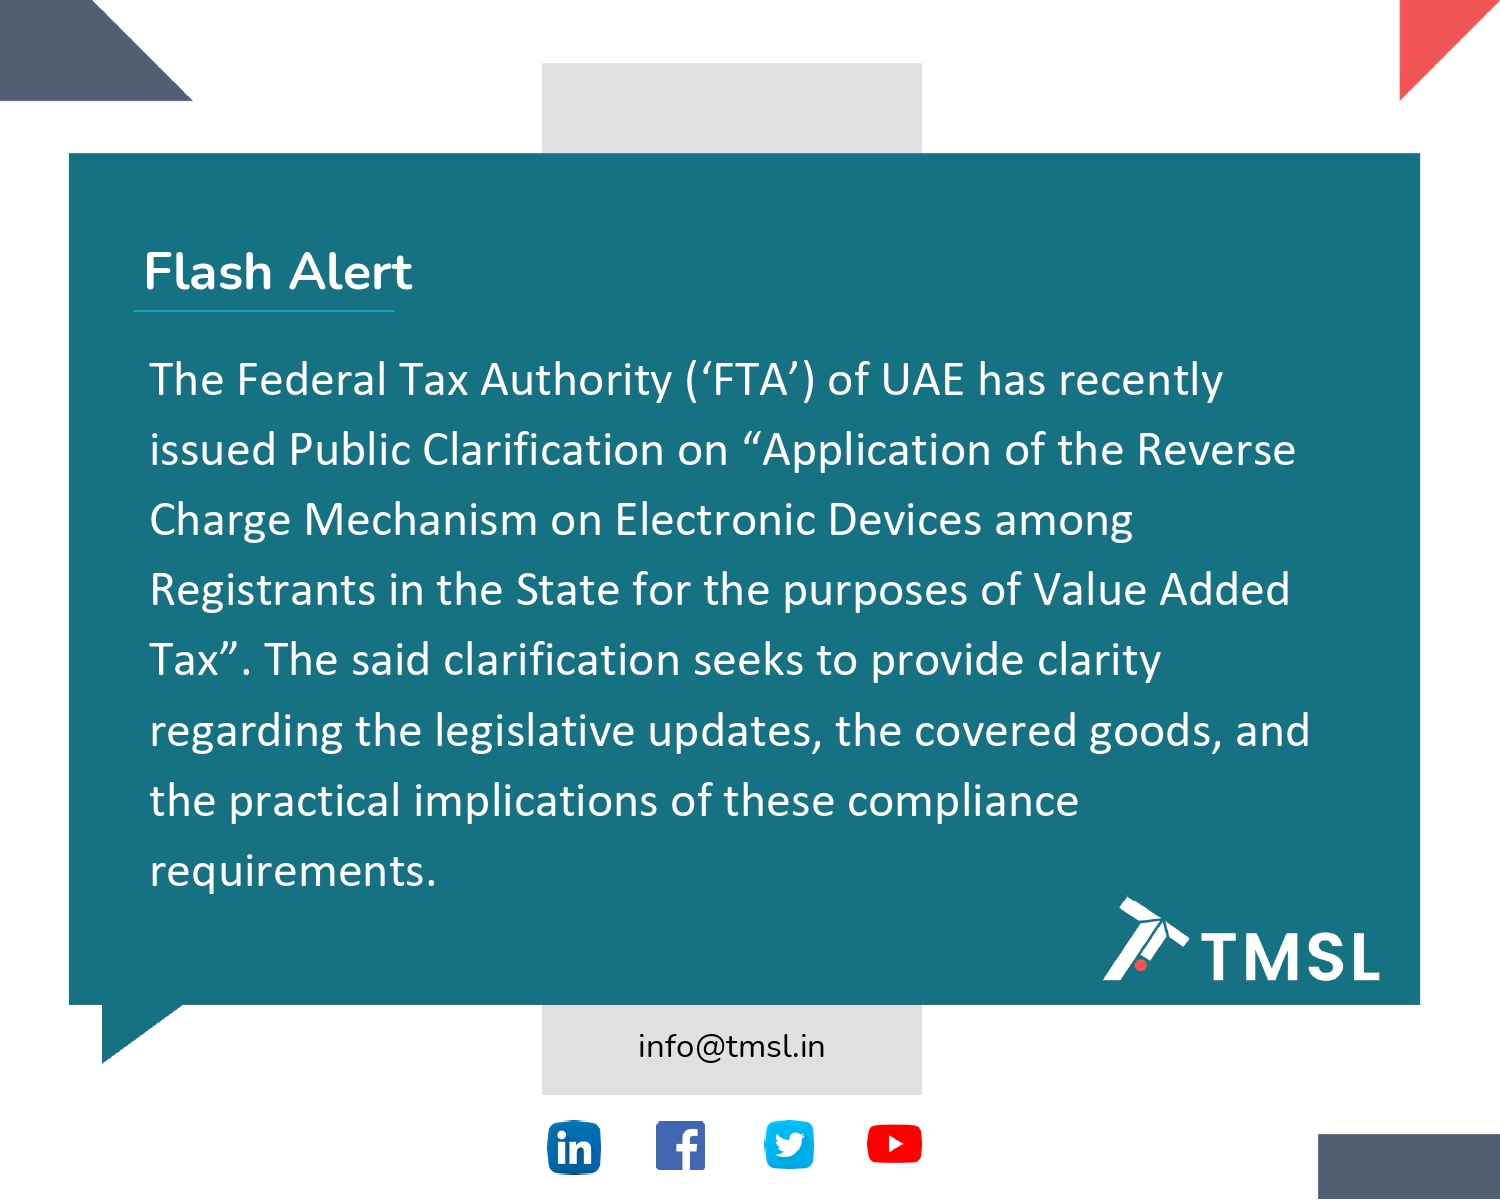 Flash Alert
The Federal Tax Authority (‘FTA’) of UAE has recently
issued Public Clarification on “Application of the Reverse
Charge Mechanism on Electronic Devices among
Registrants in the State for the purposes of Value Added
Tax”. The said clarification seeks to provide clarity
regarding the legislative updates, the covered goods, and
the practical implications of these compliance
requirements.
TMSL
info@tmsl.in
in